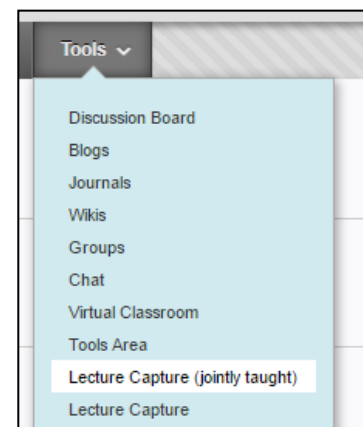 Tools
Discussion Board
Blogs
Journals
Wikis
Groups
Chat
Virtual Classroom
Tools Area
Lecture Capture (jointly taught)
Lecture Capture